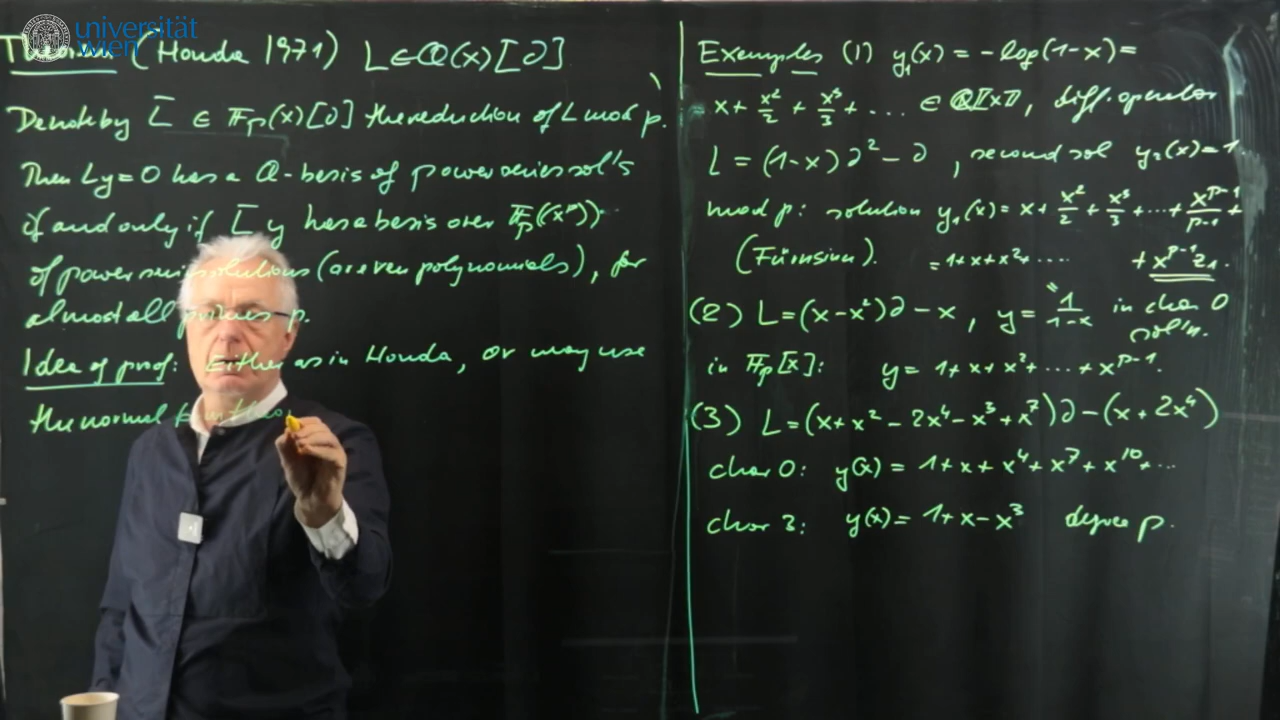 universität
wien
Theorem (Honda 1971) L∈Q(x)[∂]
Denote by L̄ ∈ F_p(x)[∂] the reduction of L mod p.
Then Ly=0 has a Q-basis of power series sol's
if and only if L̄y has a basis over F_p((x^p))
of power series solutions (or even polynomials), for
almost all primes p.
Idea of proof: Either as in Honda, or may use
the normal form theo
Examples (1) y₁(x) = -log(1-x)=
x + x²/2 + x³/3 + .... ∈ Q[[x]], diff. operator
L = (1-x)∂² - ∂, second sol y₂(x)=1
mod p: solution y₁(x) = x + x²/2 + x³/3 + ... + x^{p-1}/p-1 +
+ x^{p-1}z₁.
(2) L=(x-x²)∂ - x, y = 1/1-x in char 0
= 1+x+x²+.... sol'n.
in F_p[x]: y = 1+x+x²+...+x^{p-1}.
(3) L=(x+x²-2x⁴-x³+x⁷)∂-(x+2x⁴)
char 0: y(x) = 1+x+x⁴+x⁷+x¹⁰+...
char 3: y(x) = 1+x-x³ degree p.